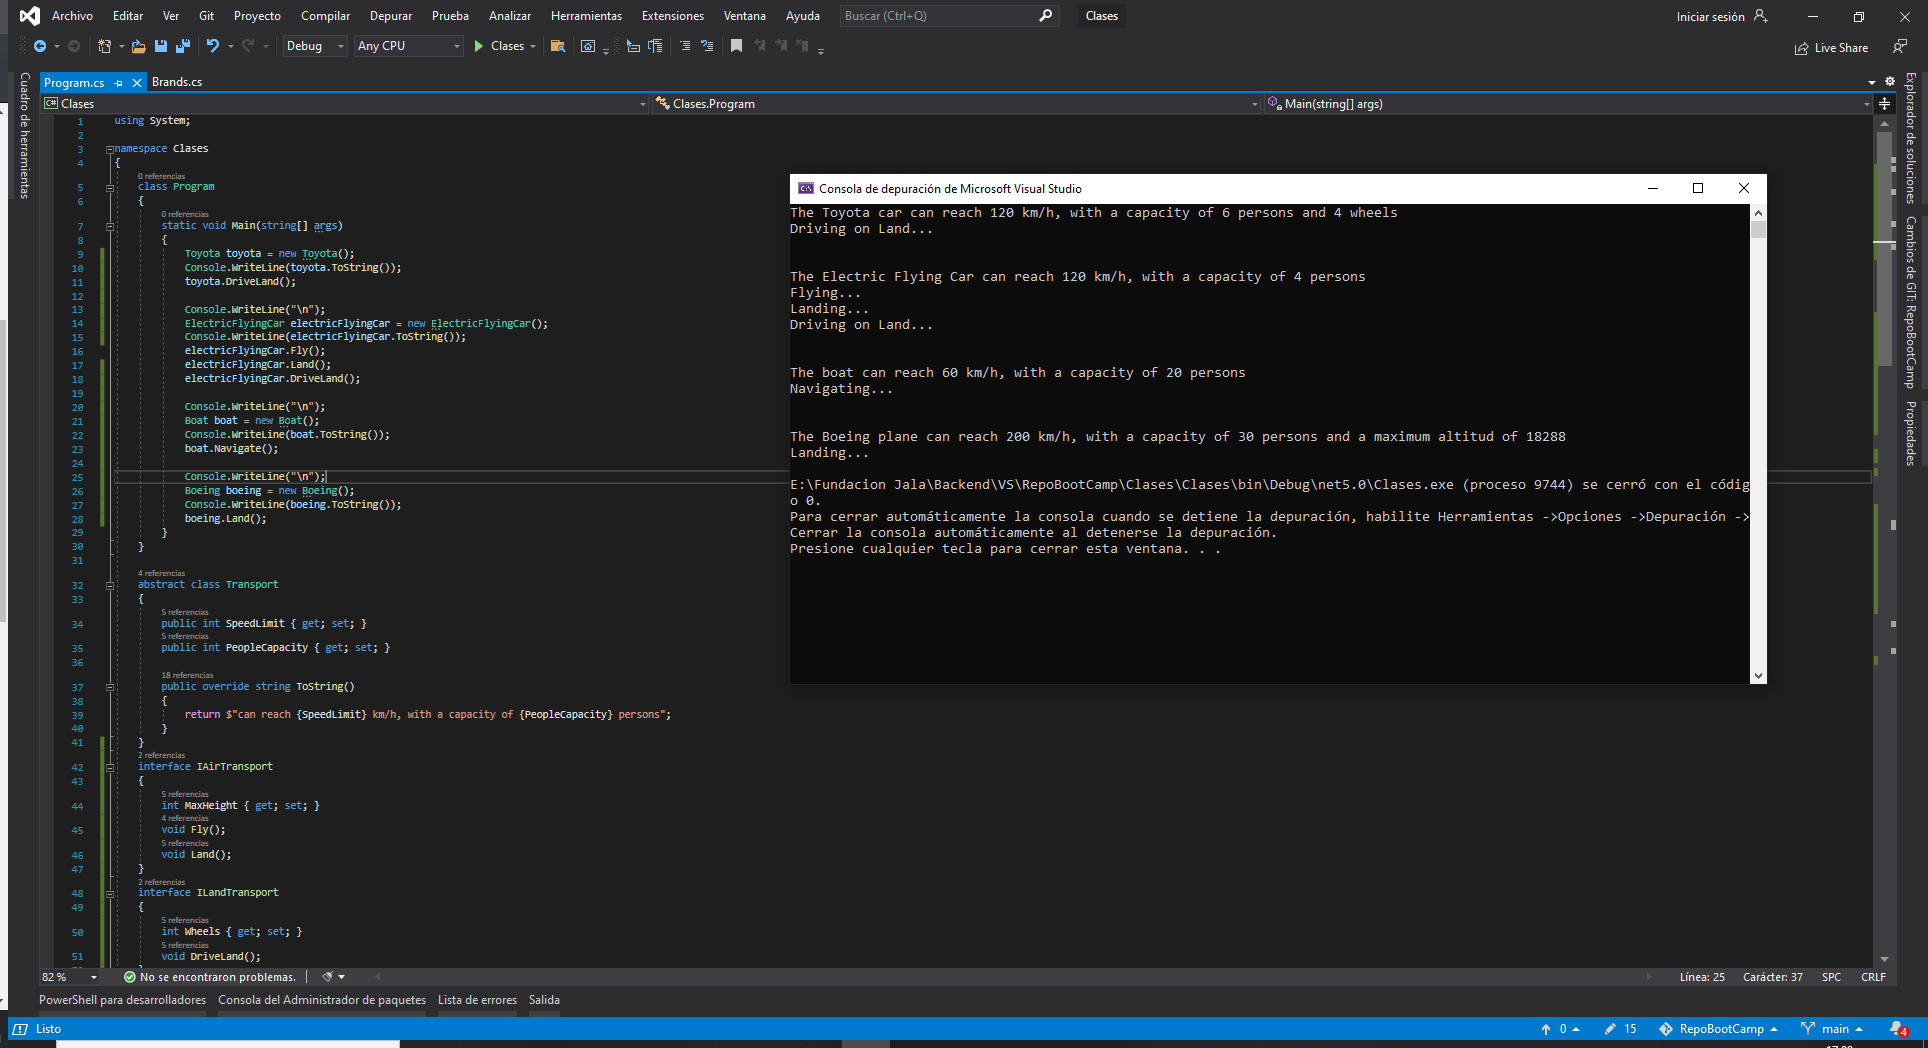 Archivo Editar Ver Git Proyecto Compilar Depurar Prueba Analizar Herramientas Extensiones Ventana Ayuda Buscar (Ctrl+Q) Clases Iniciar sesión
Debug Any CPU Clases Live Share
Cuadro de herramientas
Program.cs Brands.cs
C# Clases Clases.Program Main(string[] args)
1 using System;
2
3 namespace Clases
4 {
0 referencias
5 class Program
6 {
0 referencias
7 static void Main(string[] args)
8 {
9 Toyota toyota = new Toyota();
10 Console.WriteLine(toyota.ToString());
11 toyota.DriveLand();
12
13 Console.WriteLine("\n");
14 ElectricFlyingCar electricFlyingCar = new ElectricFlyingCar();
15 Console.WriteLine(electricFlyingCar.ToString());
16 electricFlyingCar.Fly();
17 electricFlyingCar.Land();
18 electricFlyingCar.DriveLand();
19
20 Console.WriteLine("\n");
21 Boat boat = new Boat();
22 Console.WriteLine(boat.ToString());
23 boat.Navigate();
24
25 Console.WriteLine("\n");
26 Boeing boeing = new Boeing();
27 Console.WriteLine(boeing.ToString());
28 boeing.Land();
29 }
30 }
31
4 referencias
32 abstract class Transport
33 {
5 referencias
34 public int SpeedLimit { get; set; }
5 referencias
35 public int PeopleCapacity { get; set; }
36
18 referencias
37 public override string ToString()
38 {
39 return $"can reach {SpeedLimit} km/h, with a capacity of {PeopleCapacity} persons";
40 }
41 }
2 referencias
42 interface IAirTransport
43 {
5 referencias
44 int MaxHeight { get; set; }
4 referencias
45 void Fly();
5 referencias
46 void Land();
47 }
2 referencias
48 interface ILandTransport
49 {
5 referencias
50 int Wheels { get; set; }
5 referencias
51 void DriveLand();
Consola de depuración de Microsoft Visual Studio
The Toyota car can reach 120 km/h, with a capacity of 6 persons and 4 wheels
Driving on Land...
The Electric Flying Car can reach 120 km/h, with a capacity of 4 persons
Flying...
Landing...
Driving on Land...
The boat can reach 60 km/h, with a capacity of 20 persons
Navigating...
The Boeing plane can reach 200 km/h, with a capacity of 30 persons and a maximum altitud of 18288
Landing...
E:\Fundacion Jala\Backend\VS\RepoBootCamp\Clases\Clases\bin\Debug\net5.0\Clases.exe (proceso 9744) se cerró con el códig
o 0.
Para cerrar automáticamente la consola cuando se detiene la depuración, habilite Herramientas ->Opciones ->Depuración ->
Cerrar la consola automáticamente al detenerse la depuración.
Presione cualquier tecla para cerrar esta ventana. . .
Explorador de soluciones
Cambios de GIT: RepoBootCamp
Propiedades
82 % No se encontraron problemas. Línea: 25 Carácter: 37 SPC CRLF
PowerShell para desarrolladores Consola del Administrador de paquetes Lista de errores Salida
Listo 0 15 RepoBootCamp main 4